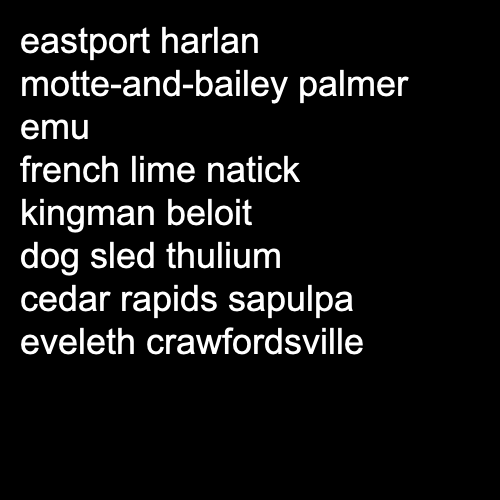 eastport harlan
motte-and-bailey palmer
emu
french lime natick
kingman beloit
dog sled thulium
cedar rapids sapulpa
eveleth crawfordsville